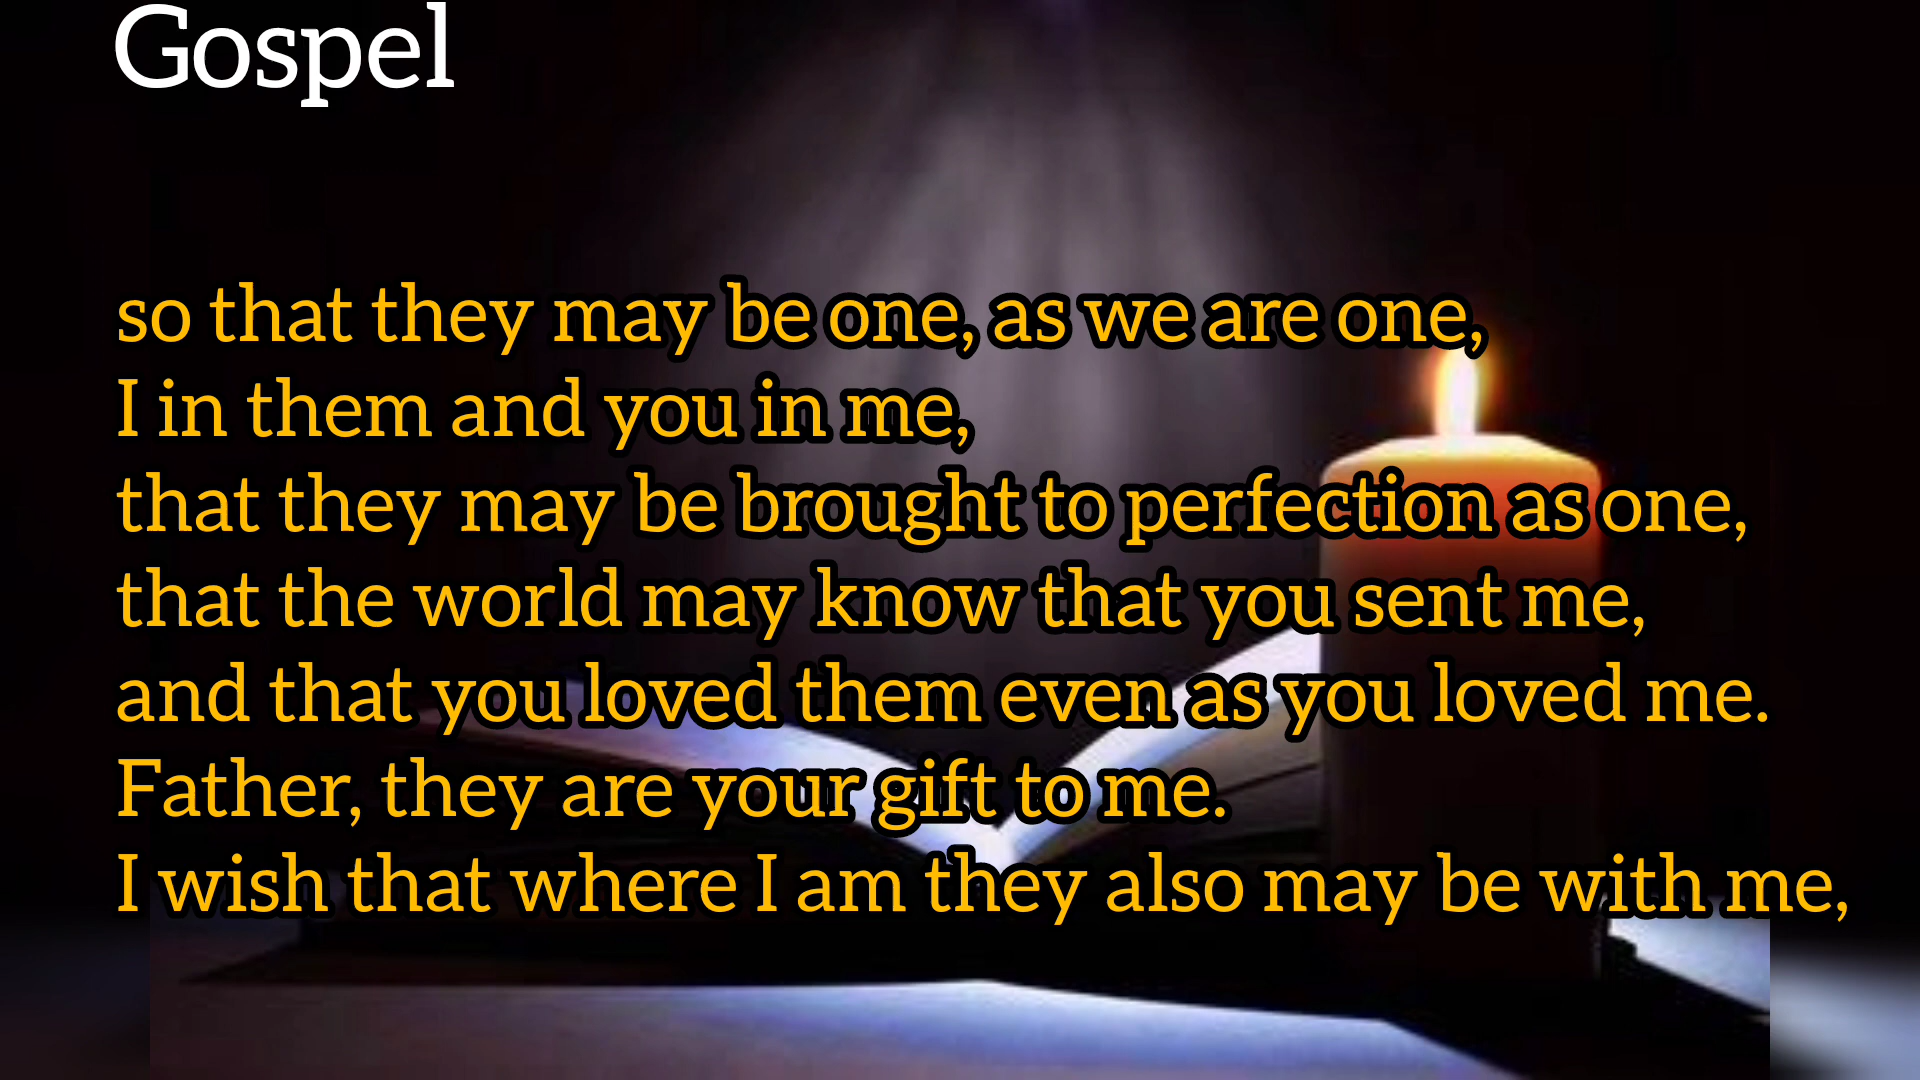 Gospel
so that they may be one, as we are one,
I in them and you in me,
that they may be brought to perfection as one,
that the world may know that you sent me,
and that you loved them even as you loved me.
Father, they are your gift to me.
I wish that where I am they also may be with me,